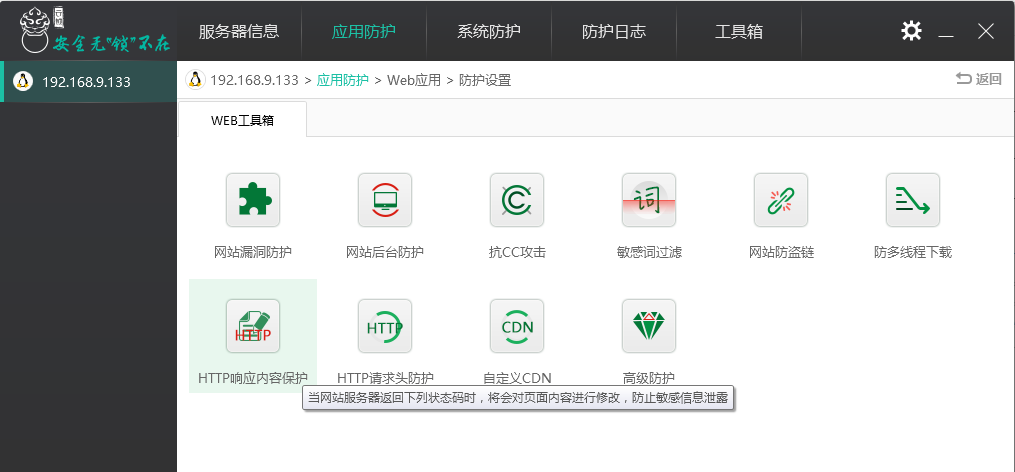 安全无"锁"不在
服务器信息
应用防护
系统防护
防护日志
工具箱
192.168.9.133
192.168.9.133 > 应用防护 > Web应用 > 防护设置
返回
WEB工具箱
网站漏洞防护
网站后台防护
抗CC攻击
词
敏感词过滤
网站防盗链
防多线程下载
HTTP
HTTP响应内容保护
HTTP
HTTP请求头防护
CDN
自定义CDN
高级防护
当网站服务器返回下列状态码时，将会对页面内容进行修改，防止敏感信息泄露